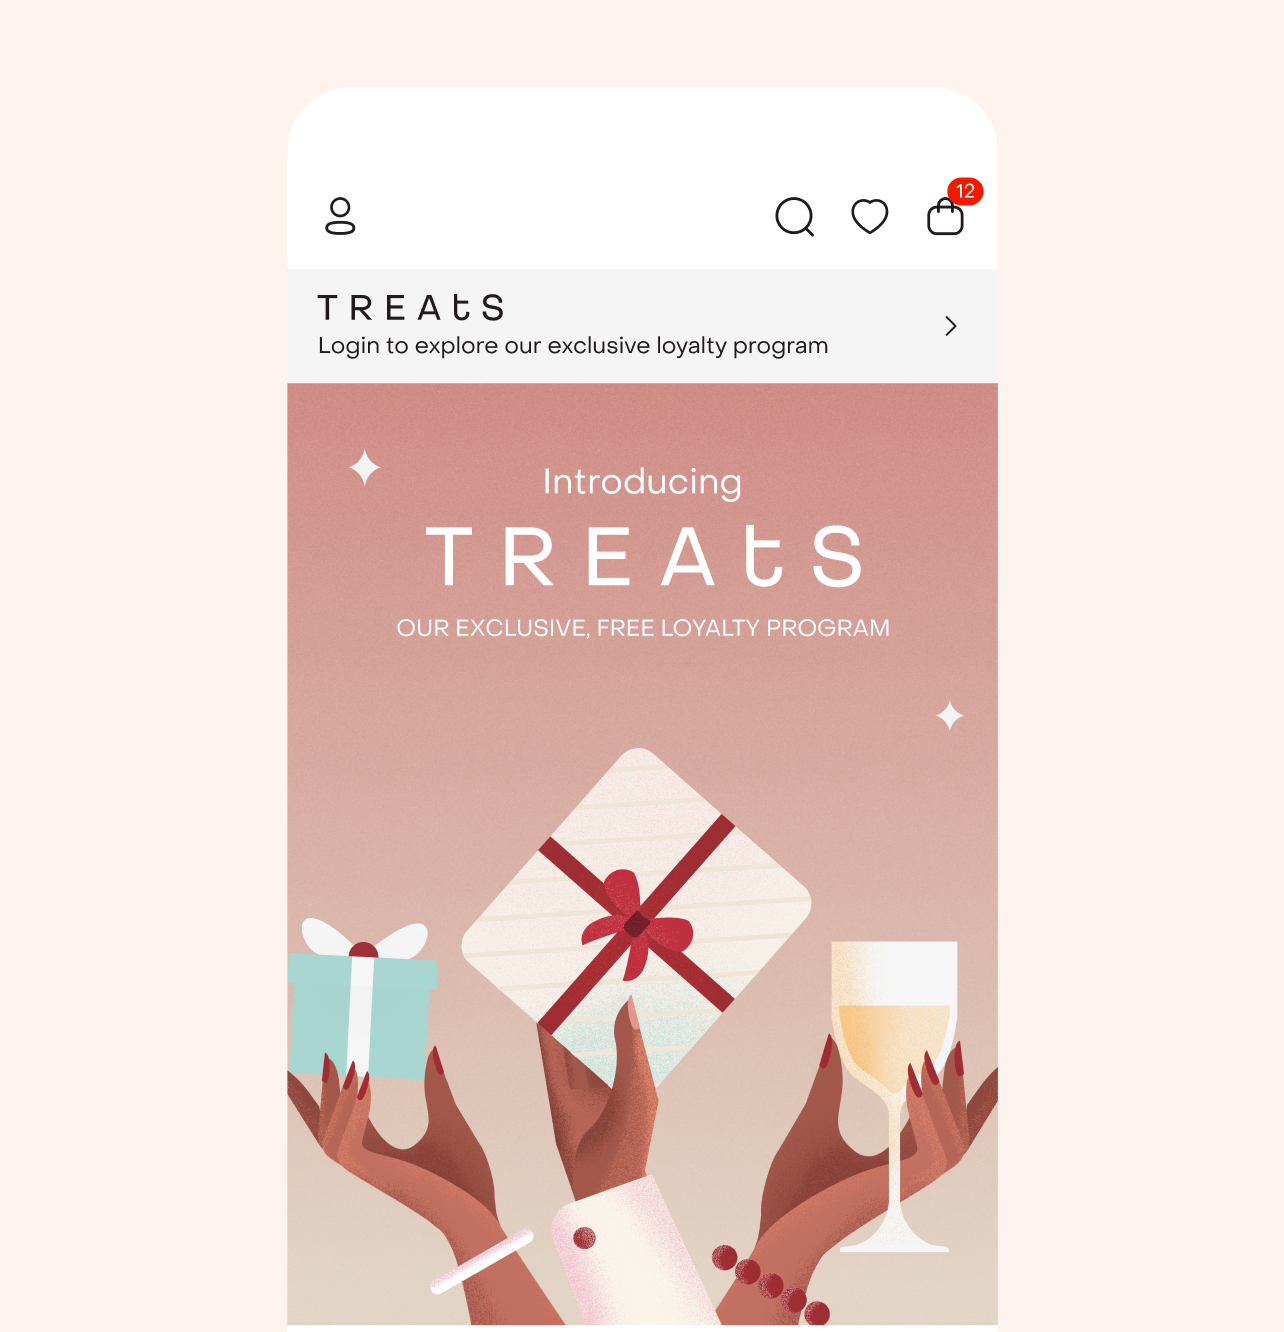 12
TREAtS
Login to explore our exclusive loyalty program
Introducing
TREAtS
OUR EXCLUSIVE, FREE LOYALTY PROGRAM